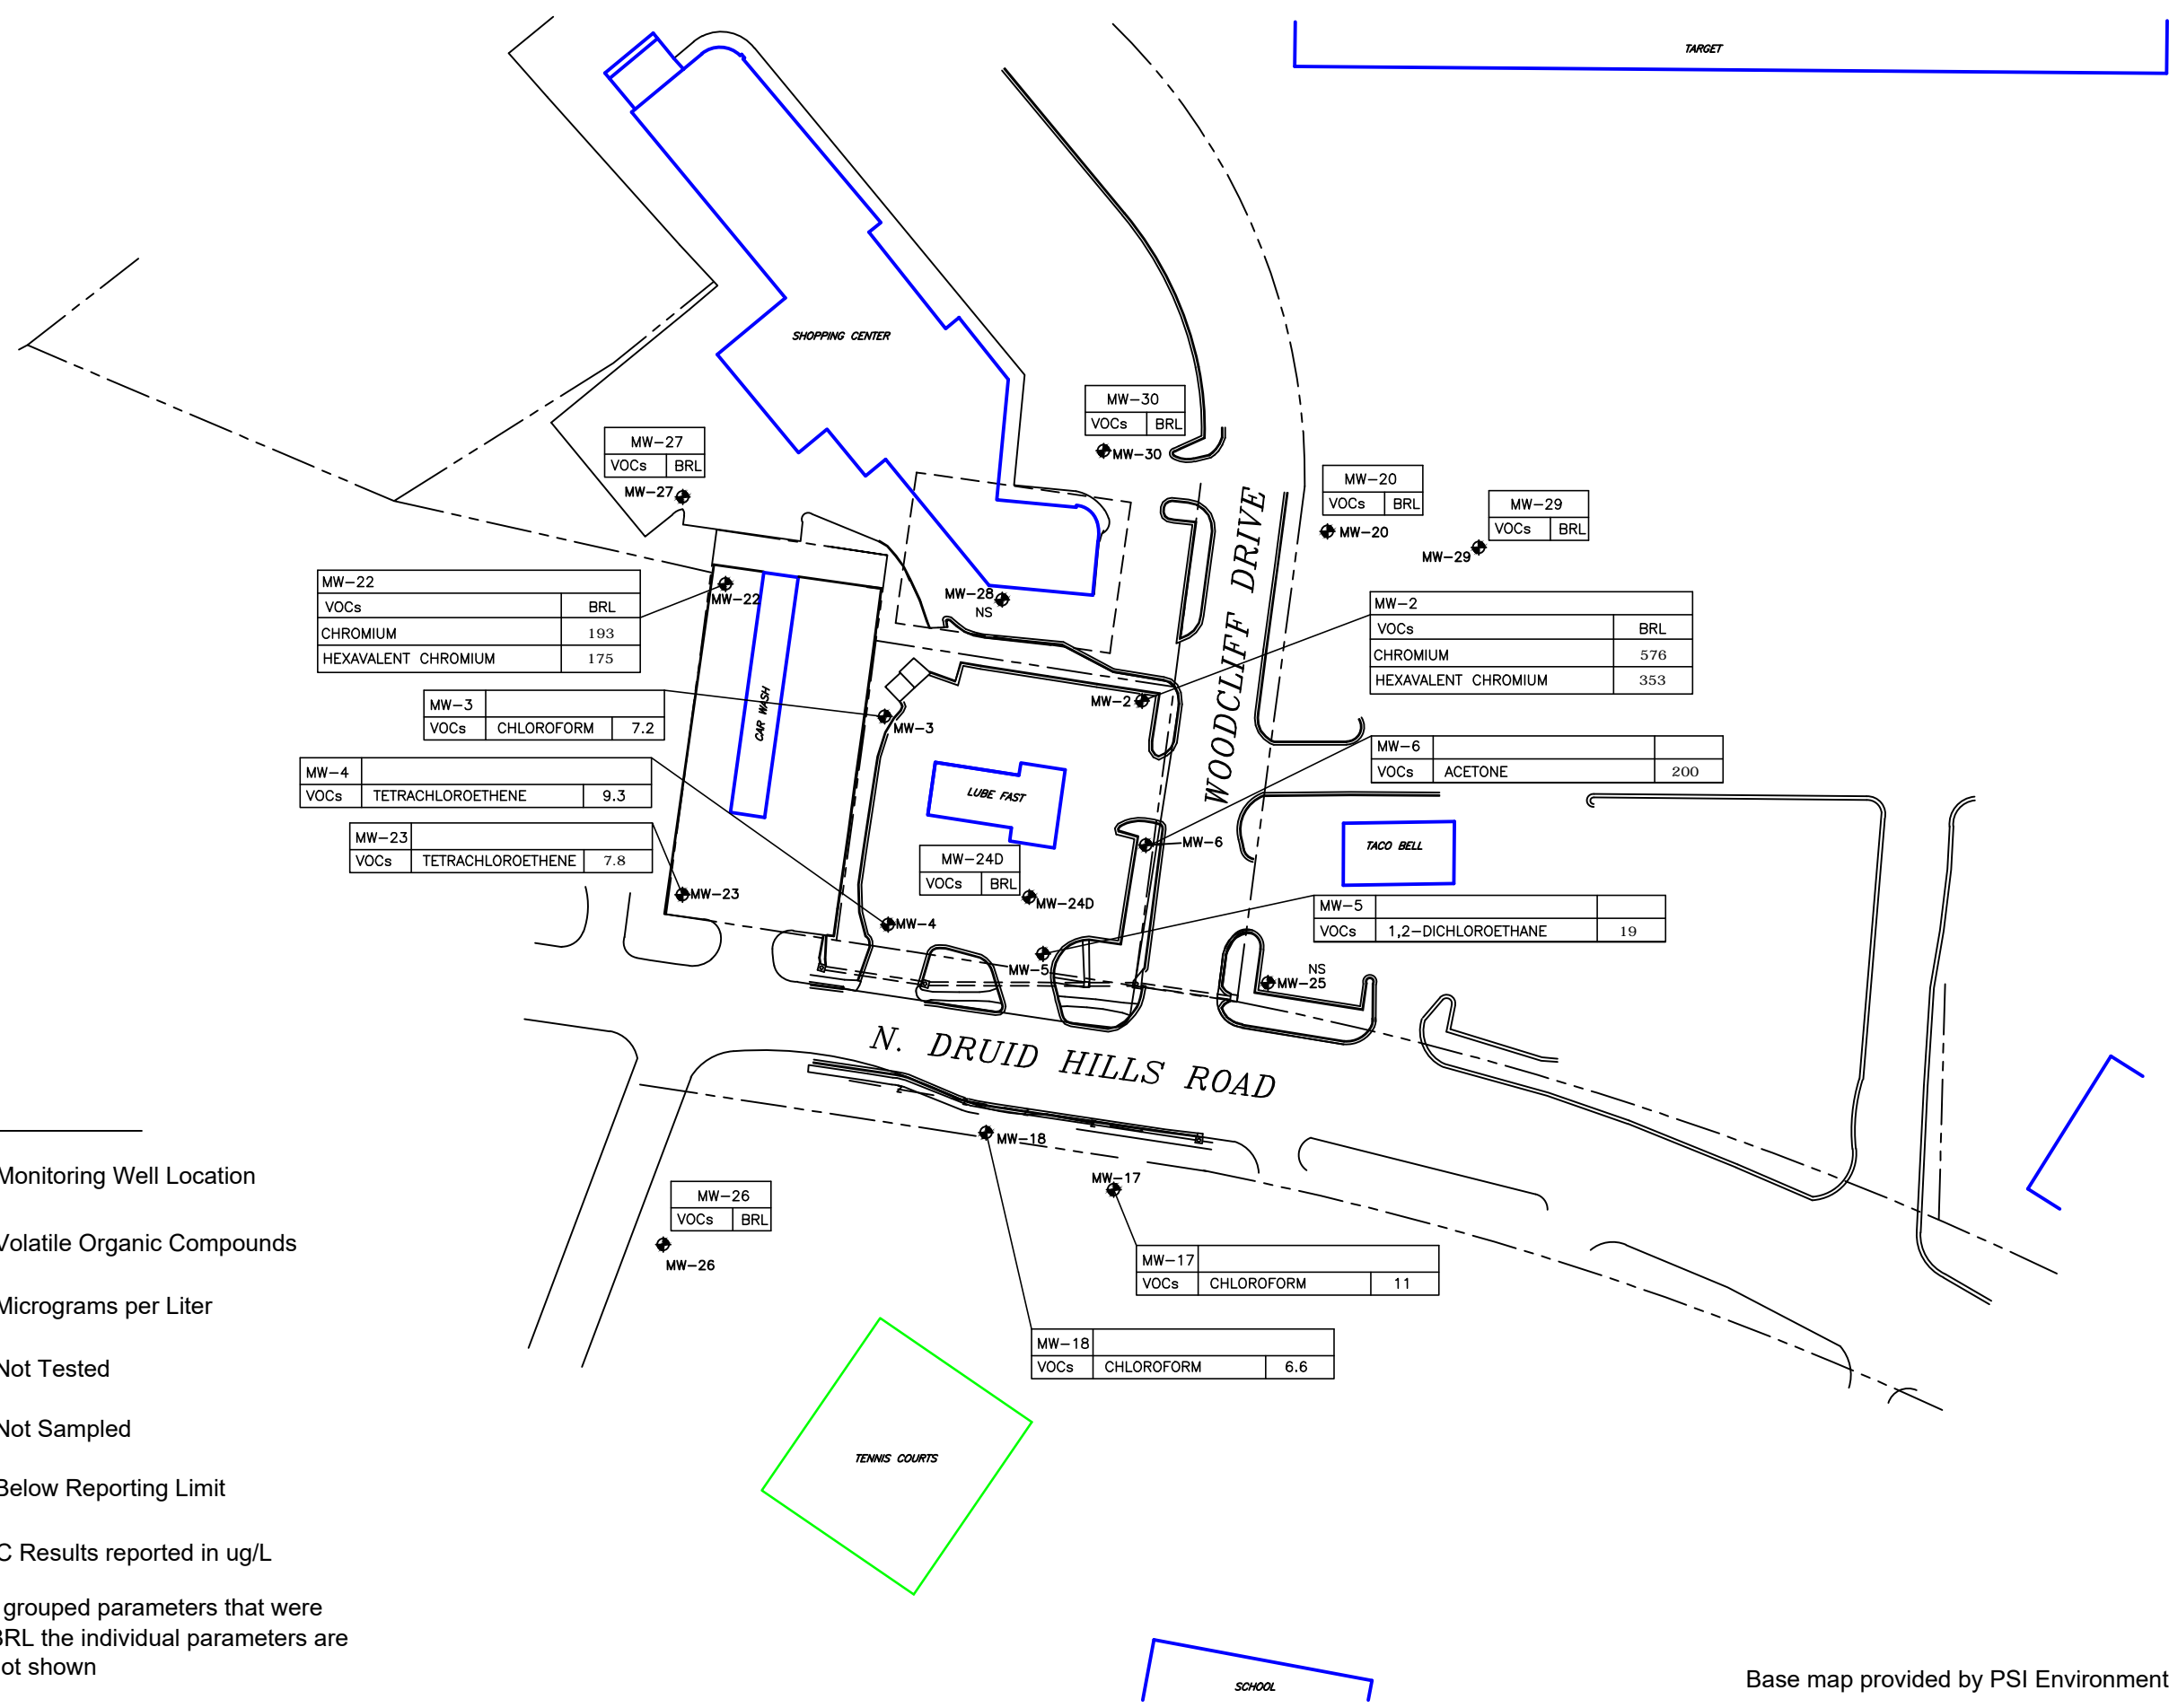 TARGET
SHOPPING CENTER
MW-30
VOCs BRL
MW-30
MW-27
VOCs BRL
MW-27
MW-20
VOCs BRL
MW-20
MW-29
VOCs BRL
MW-29
WOODCLIFF DRIVE
MW-22
VOCs BRL
CHROMIUM 193
HEXAVALENT CHROMIUM 175
MW-22
MW-28
NS
MW-2
VOCs BRL
CHROMIUM 576
HEXAVALENT CHROMIUM 353
MW-2
MW-3
VOCs CHLOROFORM 7.2
MW-3
CAR WASH
MW-6
VOCs ACETONE 200
MW-6
MW-4
VOCs TETRACHLOROETHENE 9.3
LUBE FAST
MW-23
VOCs TETRACHLOROETHENE 7.8
MW-23
TACO BELL
MW-24D
VOCs BRL
MW-24D
MW-4
MW-5
VOCs 1,2-DICHLOROETHANE 19
MW-5
NS
MW-25
N. DRUID HILLS ROAD
MW-18
MW-17
MW-26
VOCs BRL
MW-26
MW-17
VOCs CHLOROFORM 11
MW-18
VOCs CHLOROFORM 6.6
TENNIS COURTS
SCHOOL
Monitoring Well Location
Volatile Organic Compounds
Micrograms per Liter
Not Tested
Not Sampled
Below Reporting Limit
C Results reported in ug/L
grouped parameters that were
BRL the individual parameters are
ot shown
Base map provided by PSI Environment